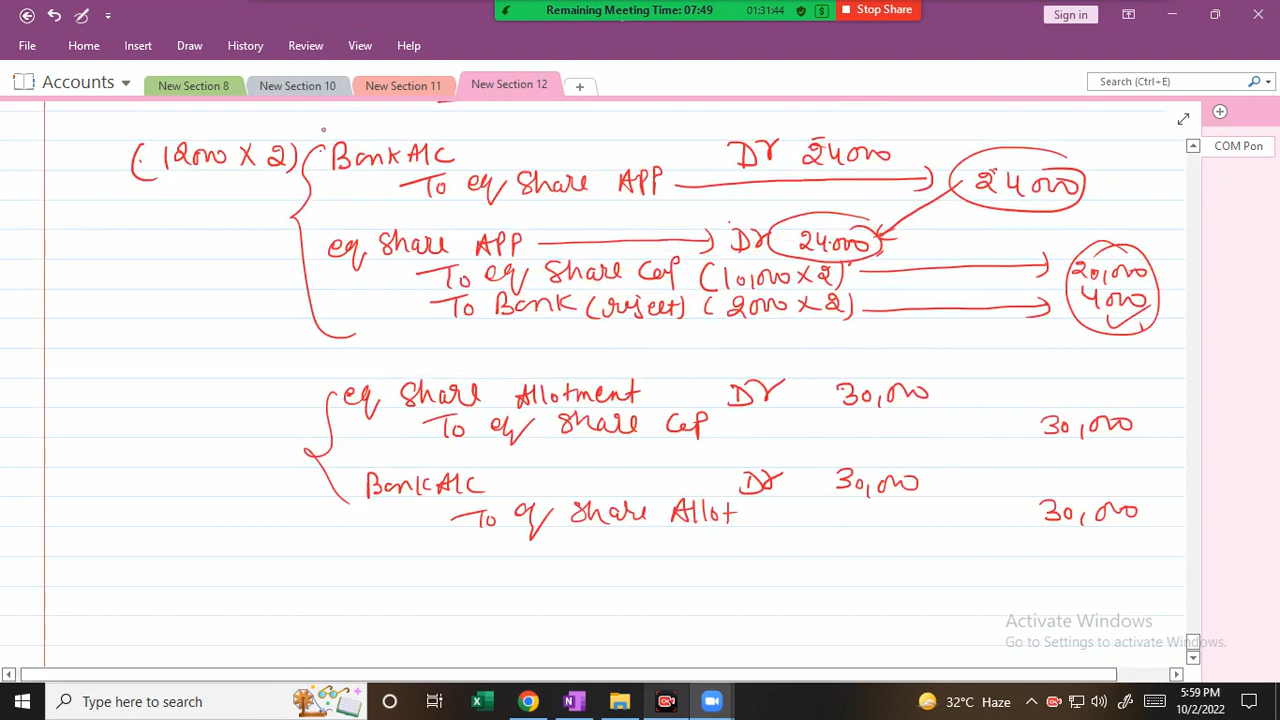 Remaining Meeting Time: 07:49
01:31:44
Stop Share
Sign in
File Home Insert Draw History Review View Help
Accounts
New Section 8 New Section 10 New Section 11 New Section 12
Search (Ctrl+E)
COM Pon
(12000 X 2) Bank A/C Dr 24000
To eq Share APP 24000
eq Share APP Dr 24000
To eq Share Cap (10,000 X 2) 20,000
To Bank (reject) (2000 X 2) 4000
eq Share Allotment Dr 30,000
To eq Share Cap 30,000
Bank A/C Dr 30,000
To eq Share Allot 30,000
Activate Windows
Go to Settings to activate Windows.
Type here to search
32°C Haze
5:59 PM
10/2/2022